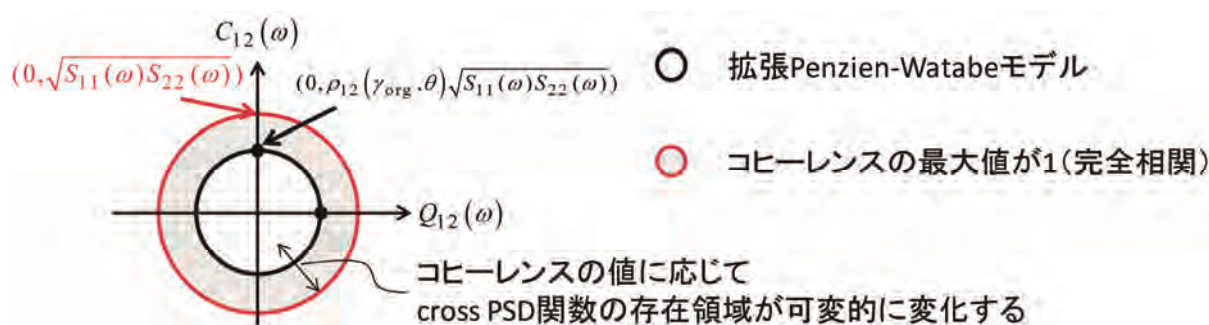 C₁₂(ω)
(0,√S₁₁(ω)S₂₂(ω))
(0,ρ₁₂(γ_org,θ)√S₁₁(ω)S₂₂(ω))
拡張Penzien-Watabeモデル
コヒーレンスの最大値が1(完全相関)
Q₁₂(ω)
コヒーレンスの値に応じて
cross PSD関数の存在領域が可変的に変化する